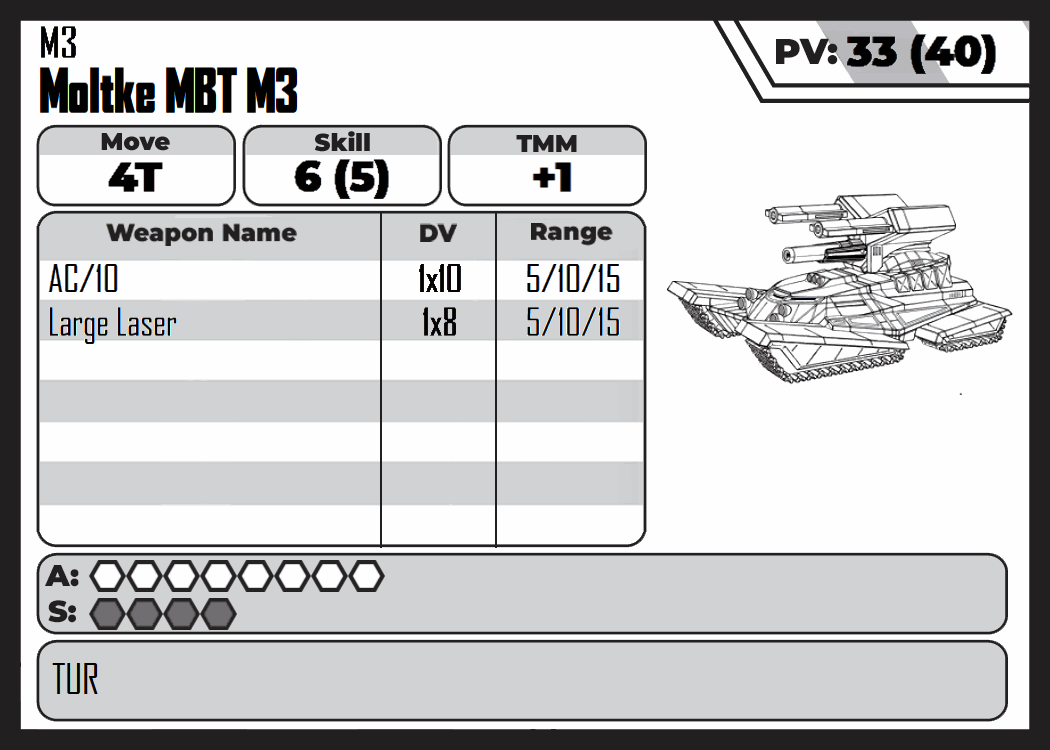 M3
Moltke MBT M3
PV: 33 (40)
Move Skill TMM
4T 6 (5) +1
Weapon Name DV Range
AC/10 1x10 5/10/15
Large Laser 1x8 5/10/15
A:
S:
TUR